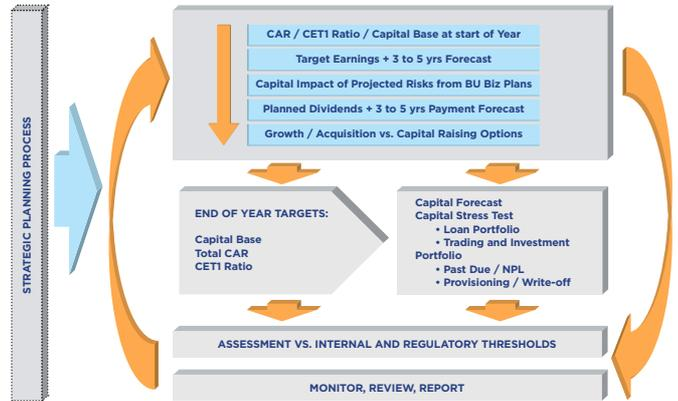 STRATEGIC PLANNING PROCESS
CAR / CET1 Ratio / Capital Base at start of Year
Target Earnings + 3 to 5 yrs Forecast
Capital Impact of Projected Risks from BU Biz Plans
Planned Dividends + 3 to 5 yrs Payment Forecast
Growth / Acquisition vs. Capital Raising Options
END OF YEAR TARGETS:
Capital Base
Total CAR
CET1 Ratio
Capital Forecast
Capital Stress Test
• Loan Portfolio
• Trading and Investment
Portfolio
• Past Due / NPL
• Provisioning / Write-off
ASSESSMENT VS. INTERNAL AND REGULATORY THRESHOLDS
MONITOR, REVIEW, REPORT